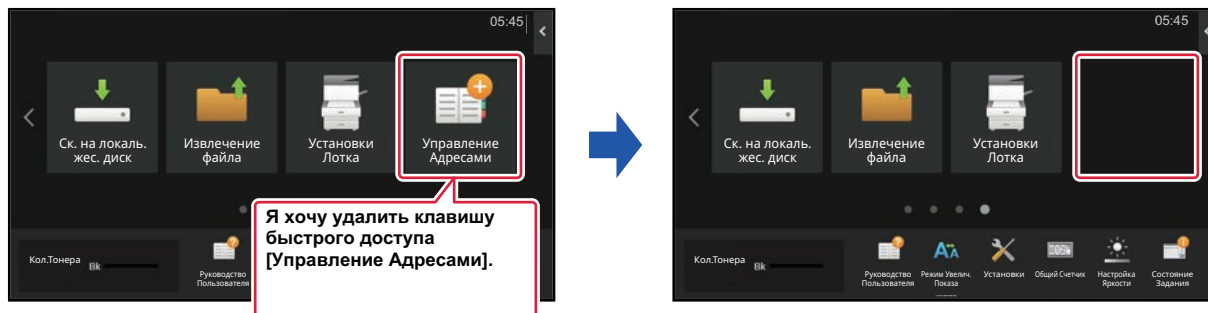 05:45
Ск. на локаль.
жес. диск
Извлечение
файла
Установки
Лотка
Управление
Адресами
Я хочу удалить клавишу
быстрого доступа
[Управление Адресами].
Кол.Тонера
Bk
Руководство
Пользователя
05:45
Ск. на локаль.
жес. диск
Извлечение
файла
Установки
Лотка
Кол.Тонера
Bk
Руководство
Пользователя
Режим Увелич.
Показа
Установки
Общий Счетчик
Настройка
Яркости
Состояние
Задания